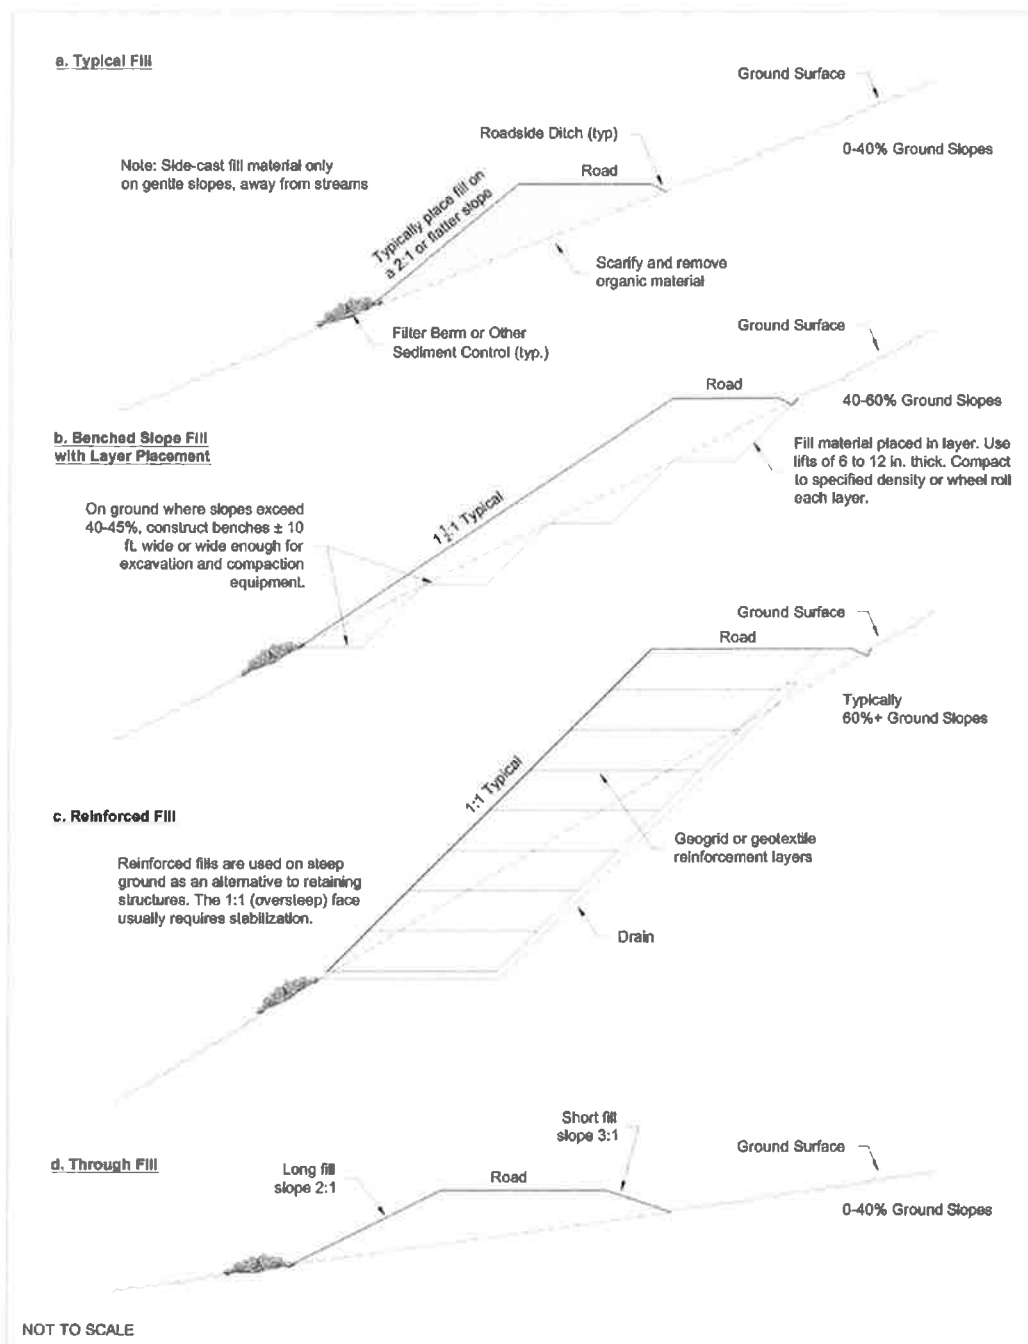 a. Typical Fill
Ground Surface
Roadside Ditch (typ)
0-40% Ground Slopes
Note: Side-cast fill material only
on gentle slopes, away from streams
Road
Typically place fill on
a 2:1 or flatter slope
Scarify and remove
organic material
Filter Berm or Other
Sediment Control (typ.)
Ground Surface
Road
40-60% Ground Slopes
b. Benched Slope Fill
with Layer Placement
Fill material placed in layer. Use
lifts of 6 to 12 in. thick. Compact
to specified density or wheel roll
each layer.
On ground where slopes exceed
40-45%, construct benches ± 10
ft. wide or wide enough for
excavation and compaction
equipment.
1 1/2:1 Typical
Ground Surface
Road
Typically
60%+ Ground Slopes
1:1 Typical
c. Reinforced Fill
Geogrid or geotextile
reinforcement layers
Reinforced fills are used on steep
ground as an alternative to retaining
structures. The 1:1 (oversteep) face
usually requires stabilization.
Drain
Short fill
slope 3:1
d. Through Fill
Long fill
slope 2:1
Road
Ground Surface
0-40% Ground Slopes
NOT TO SCALE